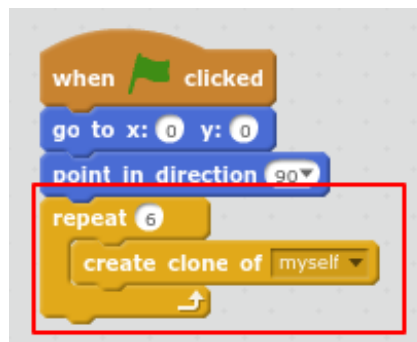 when clicked
go to x: 0 y: 0
point in direction 90
repeat 6
create clone of myself